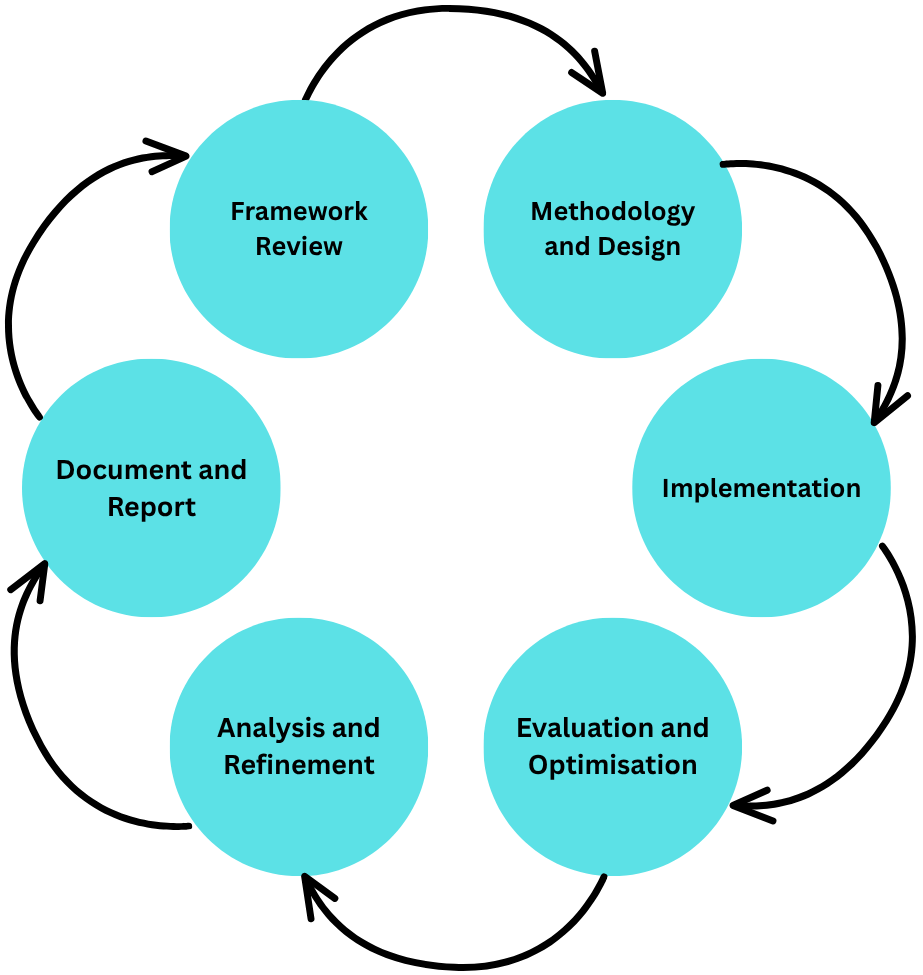 Framework
Review
Methodology
and Design
Document and
Report
Implementation
Analysis and
Refinement
Evaluation and
Optimisation